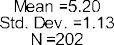 Mean =5.20
Std. Dev. =1.13
N =202